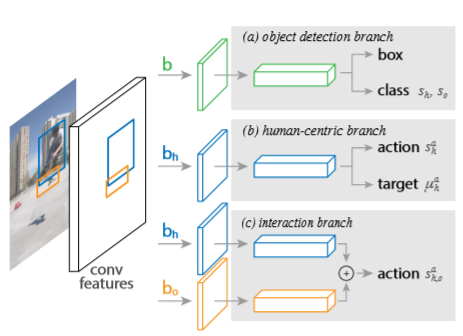 (a) object detection branch
b
box
class s_h, s_o
(b) human-centric branch
b_h
action s_h^a
target μ_h^a
(c) interaction branch
b_h
b_o
+
action s_{h,o}^a
conv
features